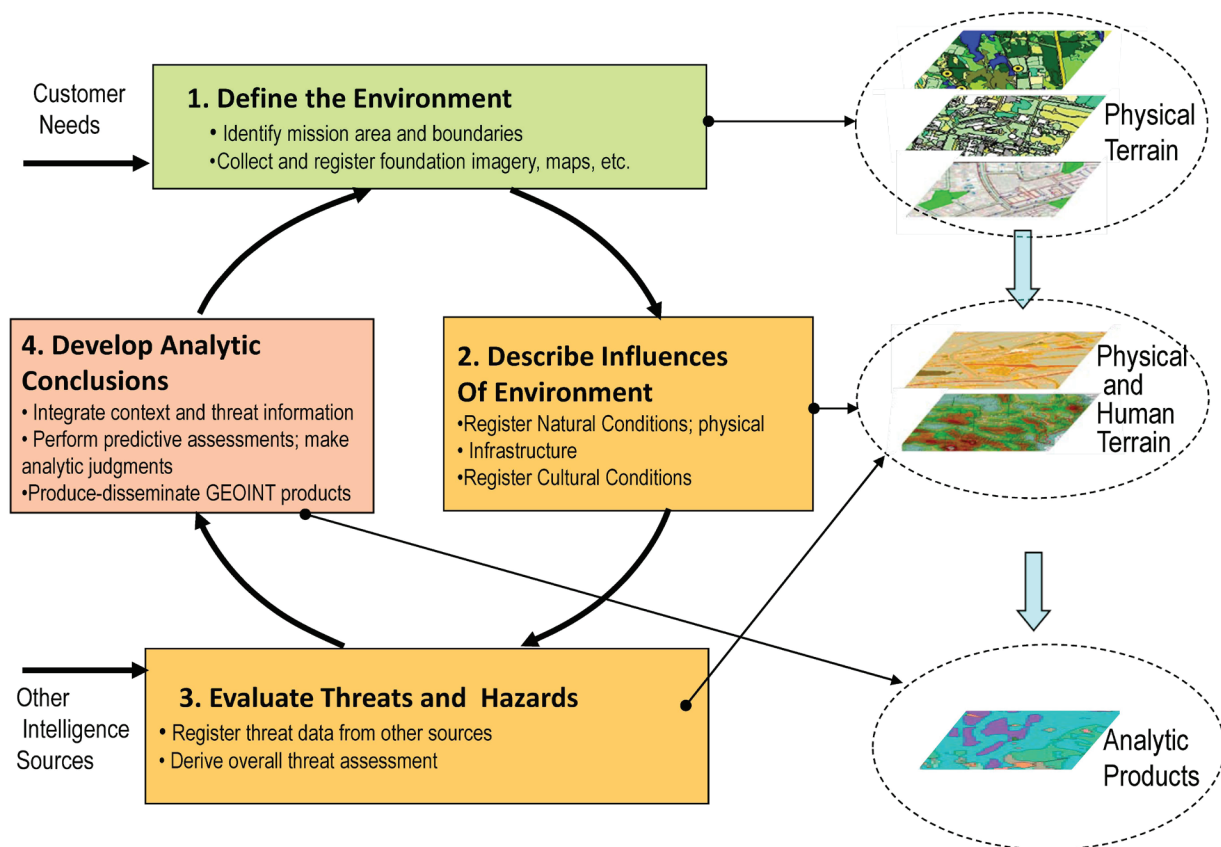 Customer
Needs
1. Define the Environment
• Identify mission area and boundaries
•Collect and register foundation imagery, maps, etc.
Physical
Terrain
4. Develop Analytic
Conclusions
• Integrate context and threat information
• Perform predictive assessments; make
analytic judgments
•Produce-disseminate GEOINT products
2. Describe Influences
Of Environment
•Register Natural Conditions; physical
• Infrastructure
•Register Cultural Conditions
Physical
and
Human
Terrain
Other
Intelligence
Sources
3. Evaluate Threats and Hazards
• Register threat data from other sources
• Derive overall threat assessment
Analytic
Products